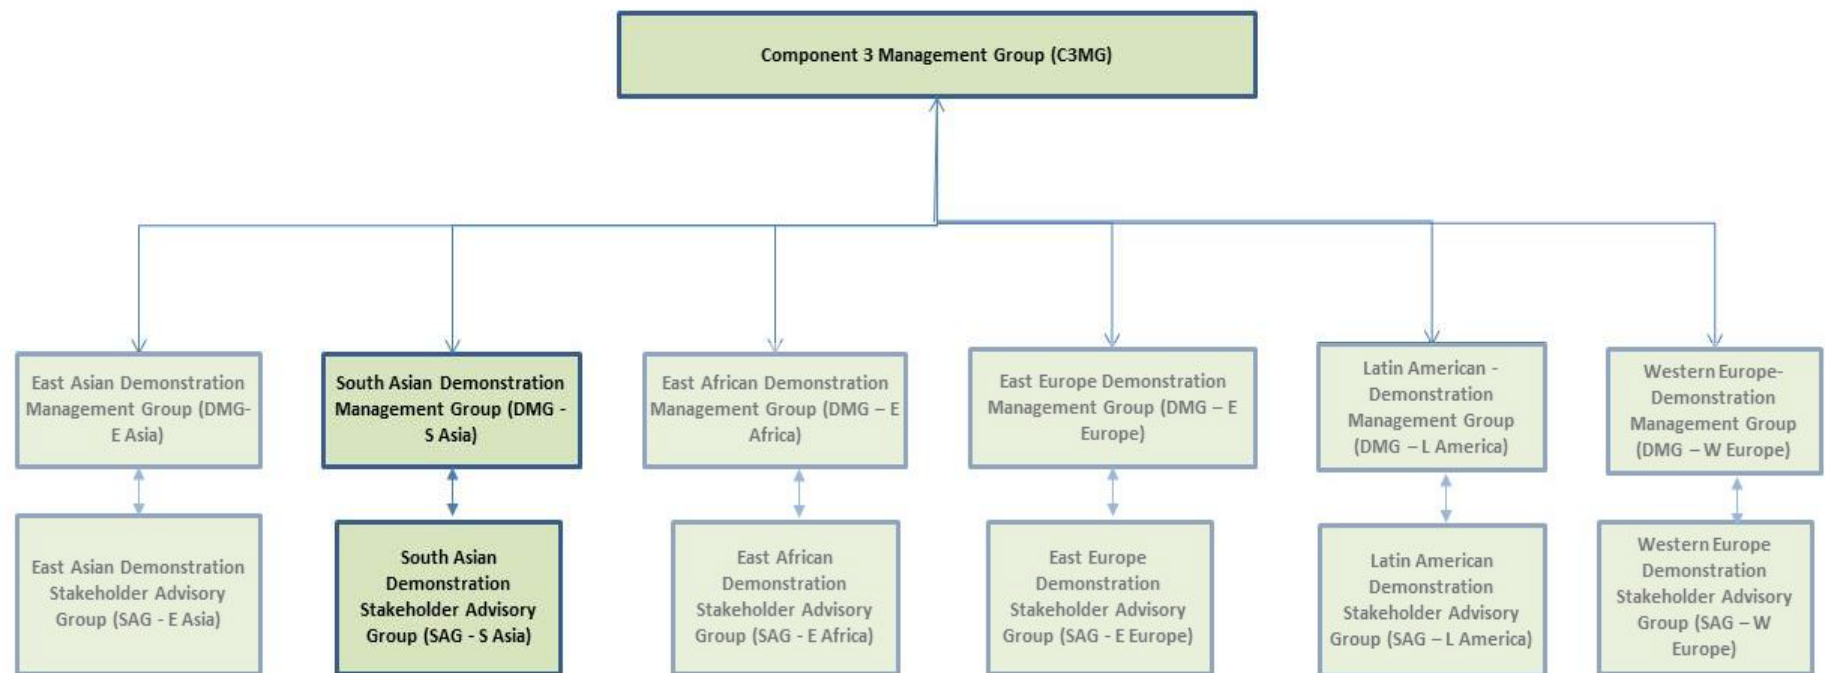 Component 3 Management Group (C3MG)
East Asian Demonstration
Management Group (DMG-
E Asia)
South Asian Demonstration
Management Group (DMG -
S Asia)
East African Demonstration
Management Group (DMG – E
Africa)
East Europe Demonstration
Management Group (DMG – E
Europe)
Latin American -
Demonstration
Management Group
(DMG – L America)
Western Europe-
Demonstration
Management Group
(DMG – W Europe)
East Asian Demonstration
Stakeholder Advisory
Group (SAG - E Asia)
South Asian
Demonstration
Stakeholder Advisory
Group (SAG - S Asia)
East African
Demonstration
Stakeholder Advisory
Group (SAG - E Africa)
East Europe
Demonstration
Stakeholder Advisory
Group (SAG - E Europe)
Latin American
Demonstration
Stakeholder Advisory
Group (SAG – L America)
Western Europe
Demonstration
Stakeholder Advisory
Group (SAG – W
Europe)